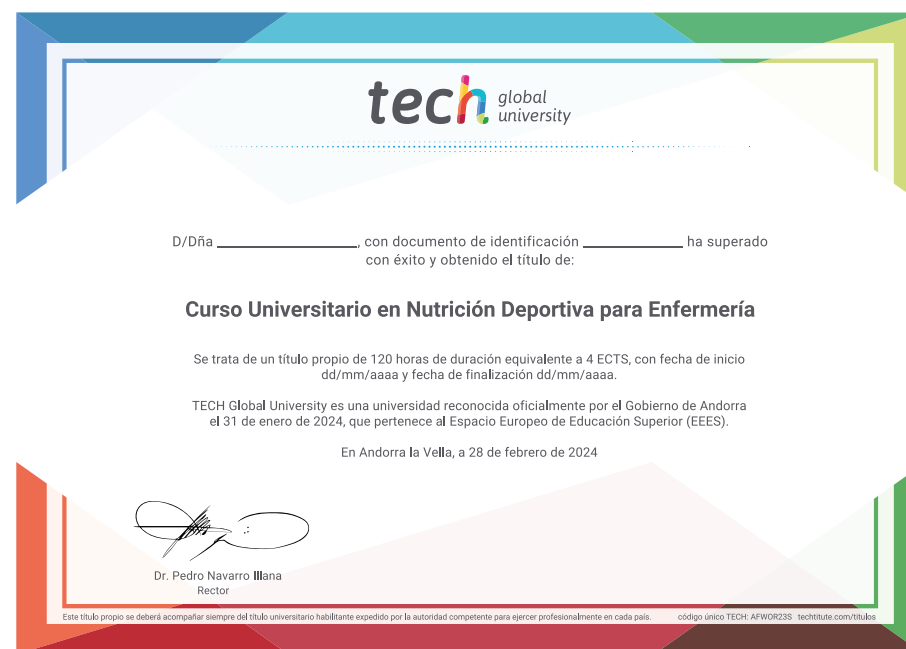 tech global
university
D/Dña ______________, con documento de identificación __________ ha superado
con éxito y obtenido el título de:
Curso Universitario en Nutrición Deportiva para Enfermería
Se trata de un título propio de 120 horas de duración equivalente a 4 ECTS, con fecha de inicio
dd/mm/aaaa y fecha de finalización dd/mm/aaaa.
TECH Global University es una universidad reconocida oficialmente por el Gobierno de Andorra
el 31 de enero de 2024, que pertenece al Espacio Europeo de Educación Superior (EEES).
En Andorra la Vella, a 28 de febrero de 2024
Dr. Pedro Navarro Illana
Rector
Este título propio se deberá acompañar siempre del título universitario habilitante expedido por la autoridad competente para ejercer profesionalmente en cada país. código único TECH: AFWOR23S techtitute.com/titulos